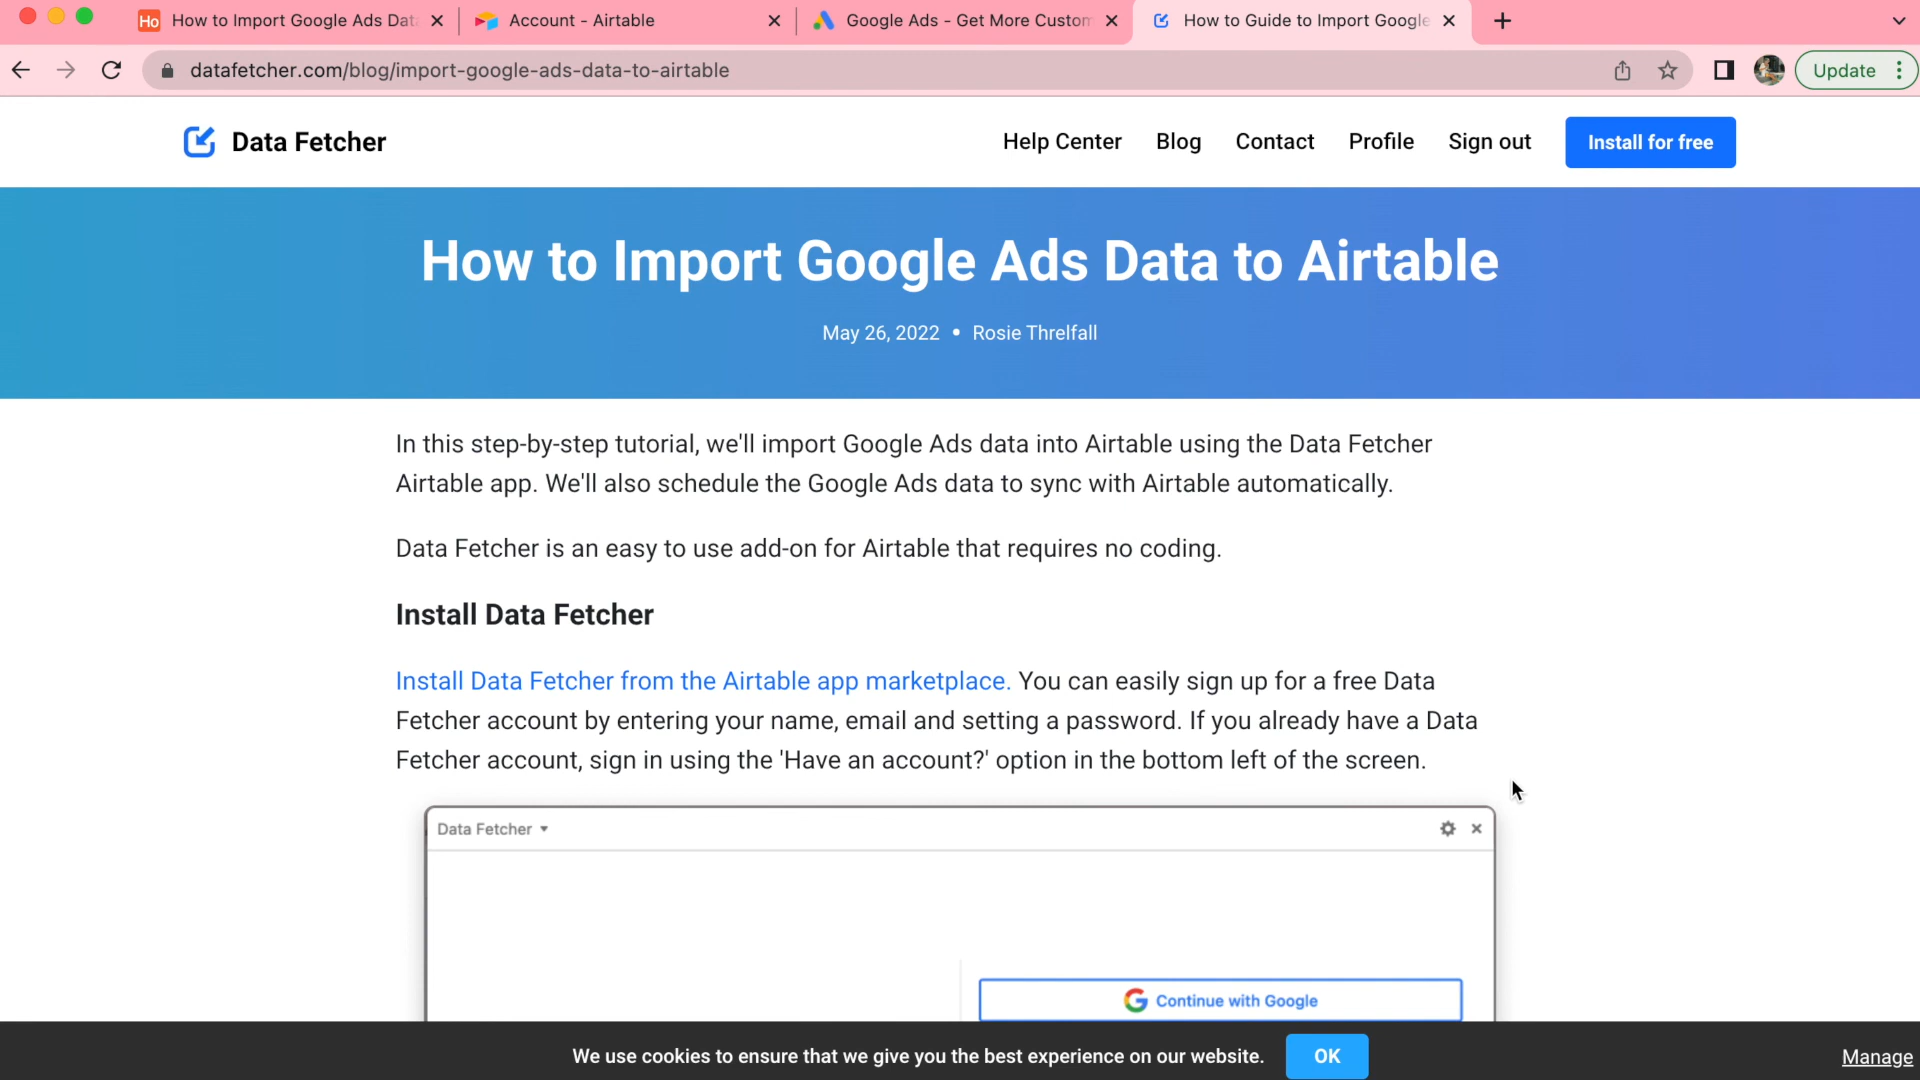 Ho How to Import Google Ads Dat
Account - Airtable
Google Ads - Get More Custom
How to Guide to Import Google
datafetcher.com/blog/import-google-ads-data-to-airtable
Update
Data Fetcher
Help Center
Blog
Contact
Profile
Sign out
Install for free
How to Import Google Ads Data to Airtable
May 26, 2022 • Rosie Threlfall
In this step-by-step tutorial, we'll import Google Ads data into Airtable using the Data Fetcher
Airtable app. We'll also schedule the Google Ads data to sync with Airtable automatically.
Data Fetcher is an easy to use add-on for Airtable that requires no coding.
Install Data Fetcher
Install Data Fetcher from the Airtable app marketplace. You can easily sign up for a free Data
Fetcher account by entering your name, email and setting a password. If you already have a Data
Fetcher account, sign in using the 'Have an account?' option in the bottom left of the screen.
Data Fetcher
Continue with Google
We use cookies to ensure that we give you the best experience on our website.
OK
Manage